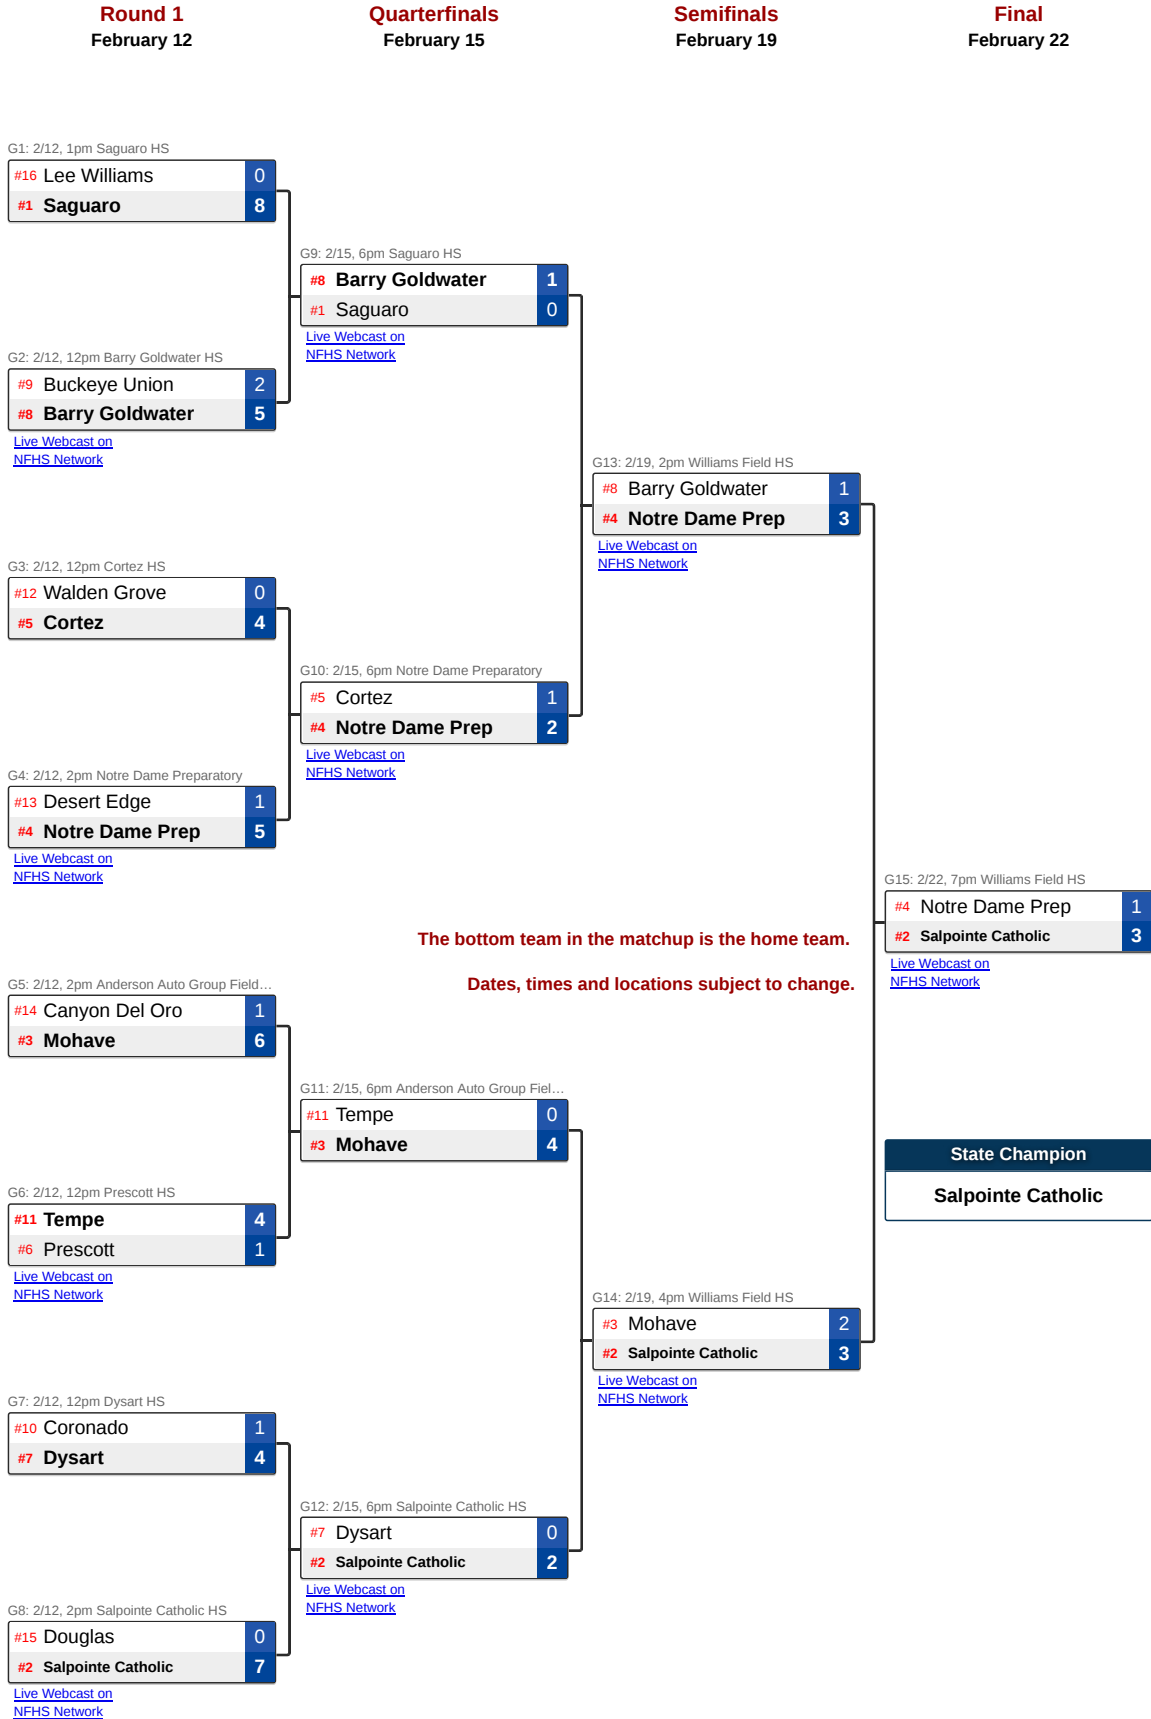 Round 1
February 12
Quarterfinals
February 15
Semifinals
February 19
Final
February 22
G1: 2/12, 1pm Saguaro HS
#16 Lee Williams 0
#1 Saguaro 8
G2: 2/12, 12pm Barry Goldwater HS
#9 Buckeye Union 2
#8 Barry Goldwater 5
Live Webcast on
NFHS Network
G3: 2/12, 12pm Cortez HS
#12 Walden Grove 0
#5 Cortez 4
G4: 2/12, 2pm Notre Dame Preparatory
#13 Desert Edge 1
#4 Notre Dame Prep 5
Live Webcast on
NFHS Network
G5: 2/12, 2pm Anderson Auto Group Field…
#14 Canyon Del Oro 1
#3 Mohave 6
G6: 2/12, 12pm Prescott HS
#11 Tempe 4
#6 Prescott 1
Live Webcast on
NFHS Network
G7: 2/12, 12pm Dysart HS
#10 Coronado 1
#7 Dysart 4
G8: 2/12, 2pm Salpointe Catholic HS
#15 Douglas 0
#2 Salpointe Catholic 7
Live Webcast on
NFHS Network
G9: 2/15, 6pm Saguaro HS
#8 Barry Goldwater 1
#1 Saguaro 0
Live Webcast on
NFHS Network
G10: 2/15, 6pm Notre Dame Preparatory
#5 Cortez 1
#4 Notre Dame Prep 2
Live Webcast on
NFHS Network
G11: 2/15, 6pm Anderson Auto Group Fiel…
#11 Tempe 0
#3 Mohave 4
G12: 2/15, 6pm Salpointe Catholic HS
#7 Dysart 0
#2 Salpointe Catholic 2
Live Webcast on
NFHS Network
G13: 2/19, 2pm Williams Field HS
#8 Barry Goldwater 1
#4 Notre Dame Prep 3
Live Webcast on
NFHS Network
The bottom team in the matchup is the home team.
Dates, times and locations subject to change.
G14: 2/19, 4pm Williams Field HS
#3 Mohave 2
#2 Salpointe Catholic 3
Live Webcast on
NFHS Network
G15: 2/22, 7pm Williams Field HS
#4 Notre Dame Prep 1
#2 Salpointe Catholic 3
Live Webcast on
NFHS Network
State Champion
Salpointe Catholic